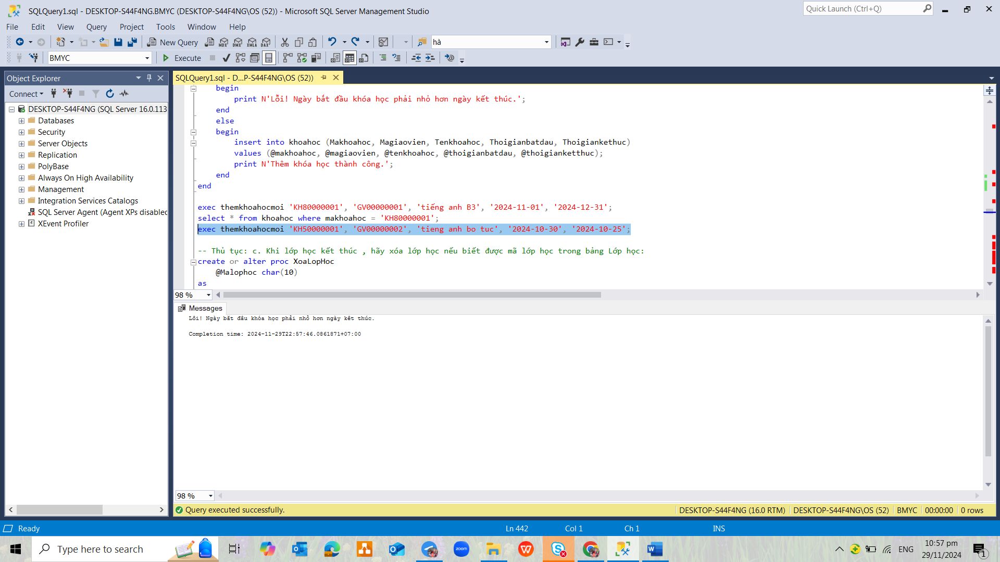 SQLQuery1.sql - DESKTOP-S44F4NG.BMYC (DESKTOP-S44F4NG\OS (52)) - Microsoft SQL Server Management Studio
Quick Launch (Ctrl+Q)
File Edit View Query Project Tools Window Help
New Query MDX DMX XMLA DAX hà
BMYC Execute
Object Explorer
Connect
DESKTOP-S44F4NG (SQL Server 16.0.113
Databases
Security
Server Objects
Replication
PolyBase
Always On High Availability
Management
Integration Services Catalogs
SQL Server Agent (Agent XPs disabled
XEvent Profiler
SQLQuery1.sql - D...P-S44F4NG\OS (52))
begin
print N'Lỗi! Ngày bắt đầu khóa học phải nhỏ hơn ngày kết thúc.';
end
else
begin
insert into khoahoc (Makhoahoc, Magiaovien, Tenkhoahoc, Thoigianbatdau, Thoigiankethuc)
values (@makhoahoc, @magiaovien, @tenkhoahoc, @thoigianbatdau, @thoigianketthuc);
print N'Thêm khóa học thành công.';
end
end
exec themkhoahocmoi 'KH80000001', 'GV00000001', 'tiếng anh B3', '2024-11-01', '2024-12-31';
select * from khoahoc where makhoahoc = 'KH80000001';
exec themkhoahocmoi 'KH50000001', 'GV00000002', 'tieng anh bo tuc', '2024-10-30', '2024-10-25';
-- Thủ tục: c. Khi lớp học kết thúc , hãy xóa lớp học nếu biết được mã lớp học trong bảng Lớp học:
create or alter proc XoaLopHoc
@Malophoc char(10)
as
98 %
Messages
Lỗi! Ngày bắt đầu khóa học phải nhỏ hơn ngày kết thúc.
Completion time: 2024-11-29T22:57:46.0861871+07:00
98 %
Query executed successfully.
DESKTOP-S44F4NG (16.0 RTM) DESKTOP-S44F4NG\OS (52) BMYC 00:00:00 0 rows
Ready
Ln 442 Col 1 Ch 1 INS
Type here to search
zoom
ENG
10:57 pm
29/11/2024
1